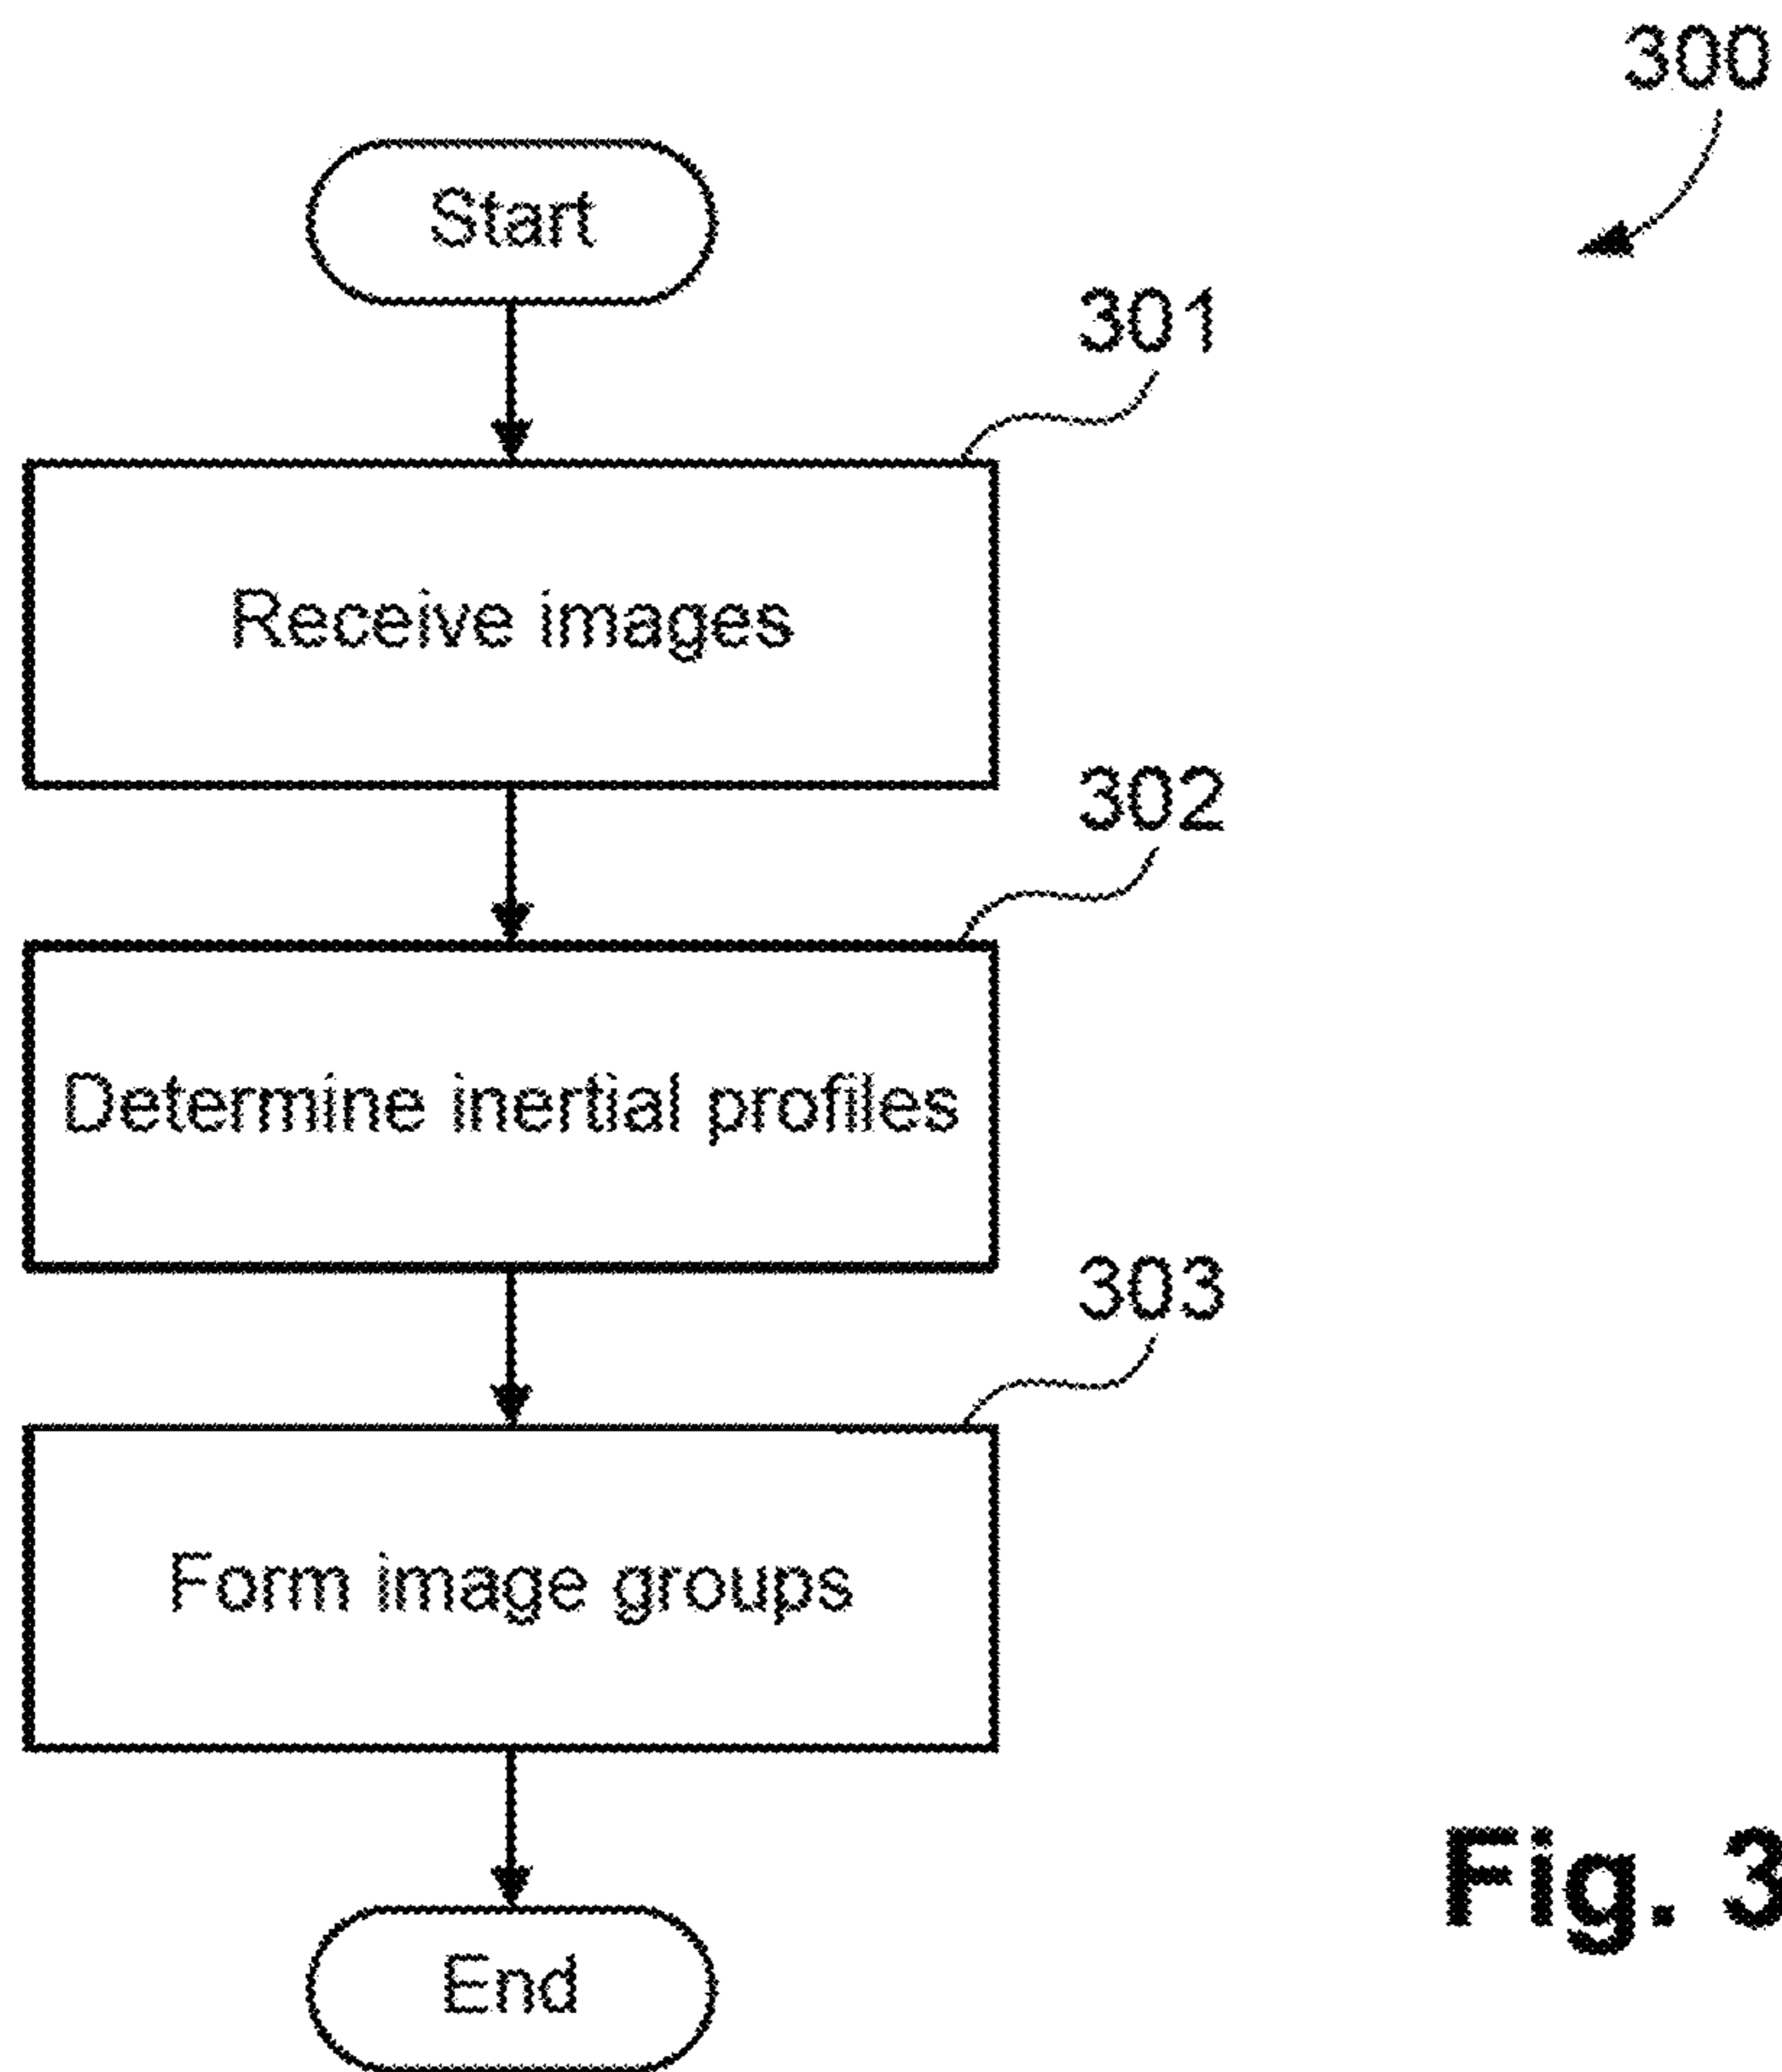 300
Start
301
Receive images
302
Determine inertial profiles
303
Form image groups
End
Fig. 3